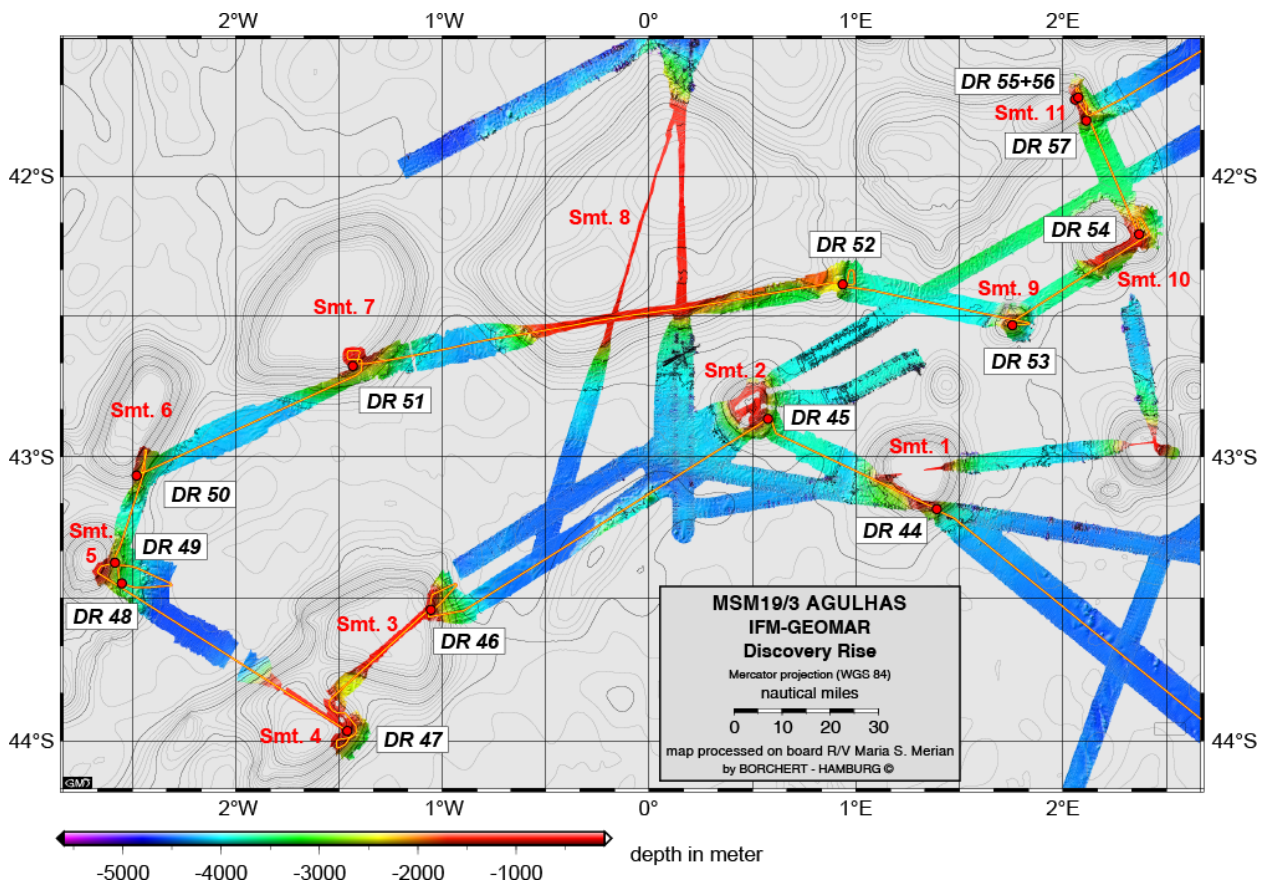 2°W 1°W 0° 1°E 2°E
DR 55+56
Smt. 11
DR 57
42°S 42°S
Smt. 8
DR 54
DR 52
Smt. 10
Smt. 9
Smt. 7
DR 53
Smt. 2
DR 51
Smt. 6
DR 45
43°S 43°S
Smt. 1
DR 50
DR 44
Smt.
5
DR 49
DR 48
Smt. 3
DR 46
Smt. 4
DR 47
44°S 44°S
MSM19/3 AGULHAS
IFM-GEOMAR
Discovery Rise
Mercator projection (WGS 84)
nautical miles
0 10 20 30
map processed on board R/V Maria S. Merian
by BORCHERT - HAMBURG ©
GMT
2°W 1°W 0° 1°E 2°E
depth in meter
-5000 -4000 -3000 -2000 -1000